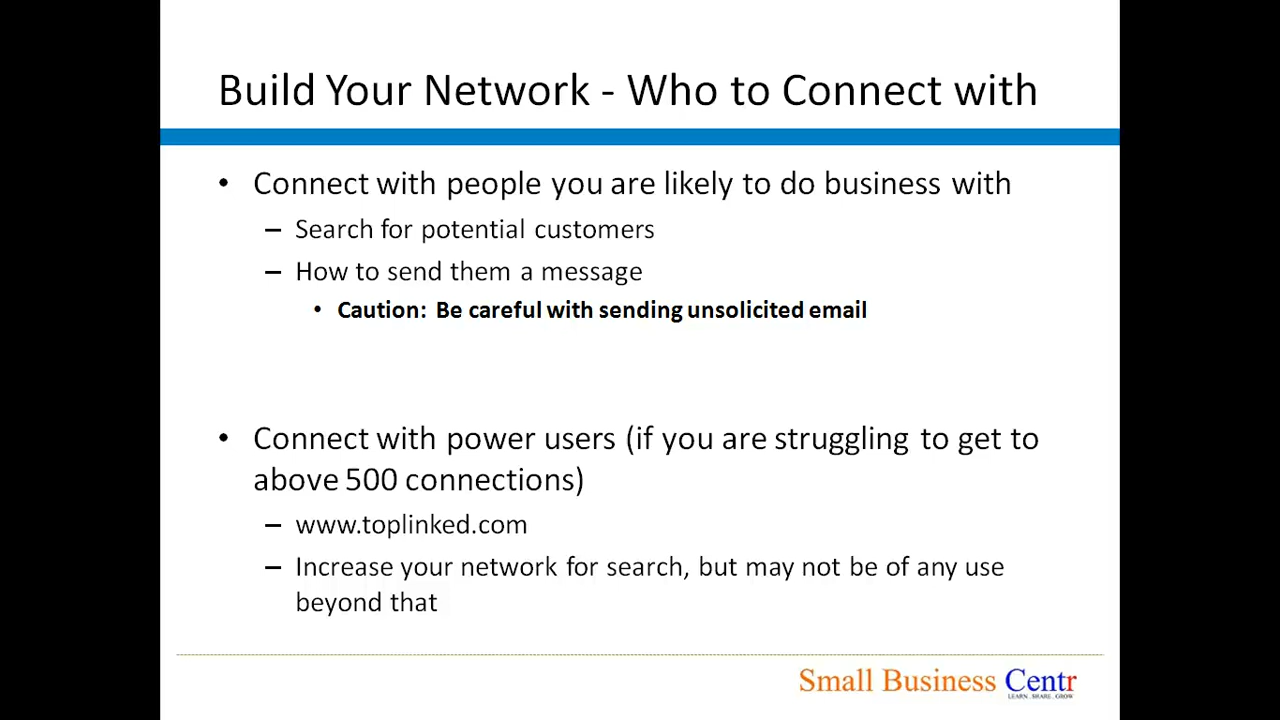 Build Your Network - Who to Connect with
• Connect with people you are likely to do business with
– Search for potential customers
– How to send them a message
• Caution: Be careful with sending unsolicited email
• Connect with power users (if you are struggling to get to
above 500 connections)
– www.toplinked.com
– Increase your network for search, but may not be of any use
beyond that
Small Business Centr
LEARN . SHARE . GROW